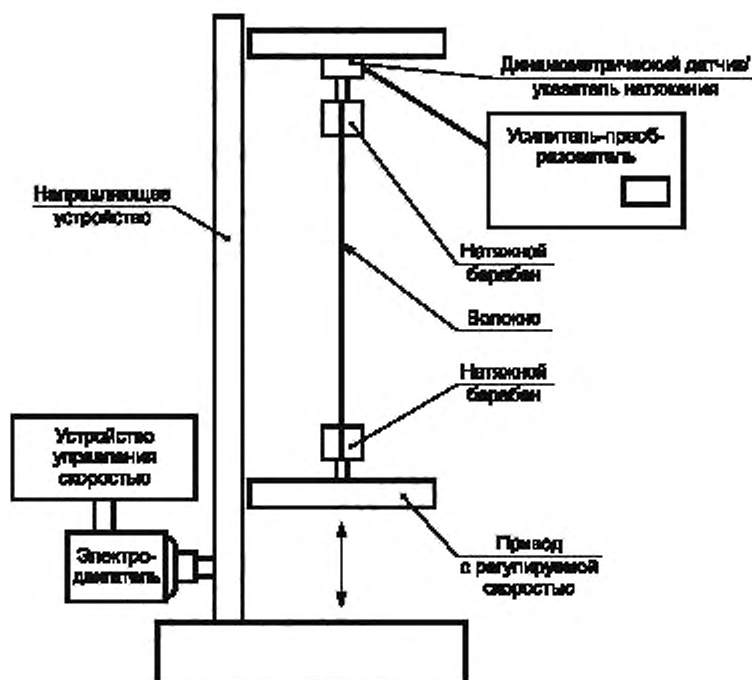 Динамометрический датчик/
указатель натяжения
Усилитель-преоб-
разователь
Направляющее
устройство
Натяжной
барабан
Волокно
Натяжной
барабан
Устройство
управления
скоростью
Электро-
двигатель
Привод
с регулируемой
скоростью